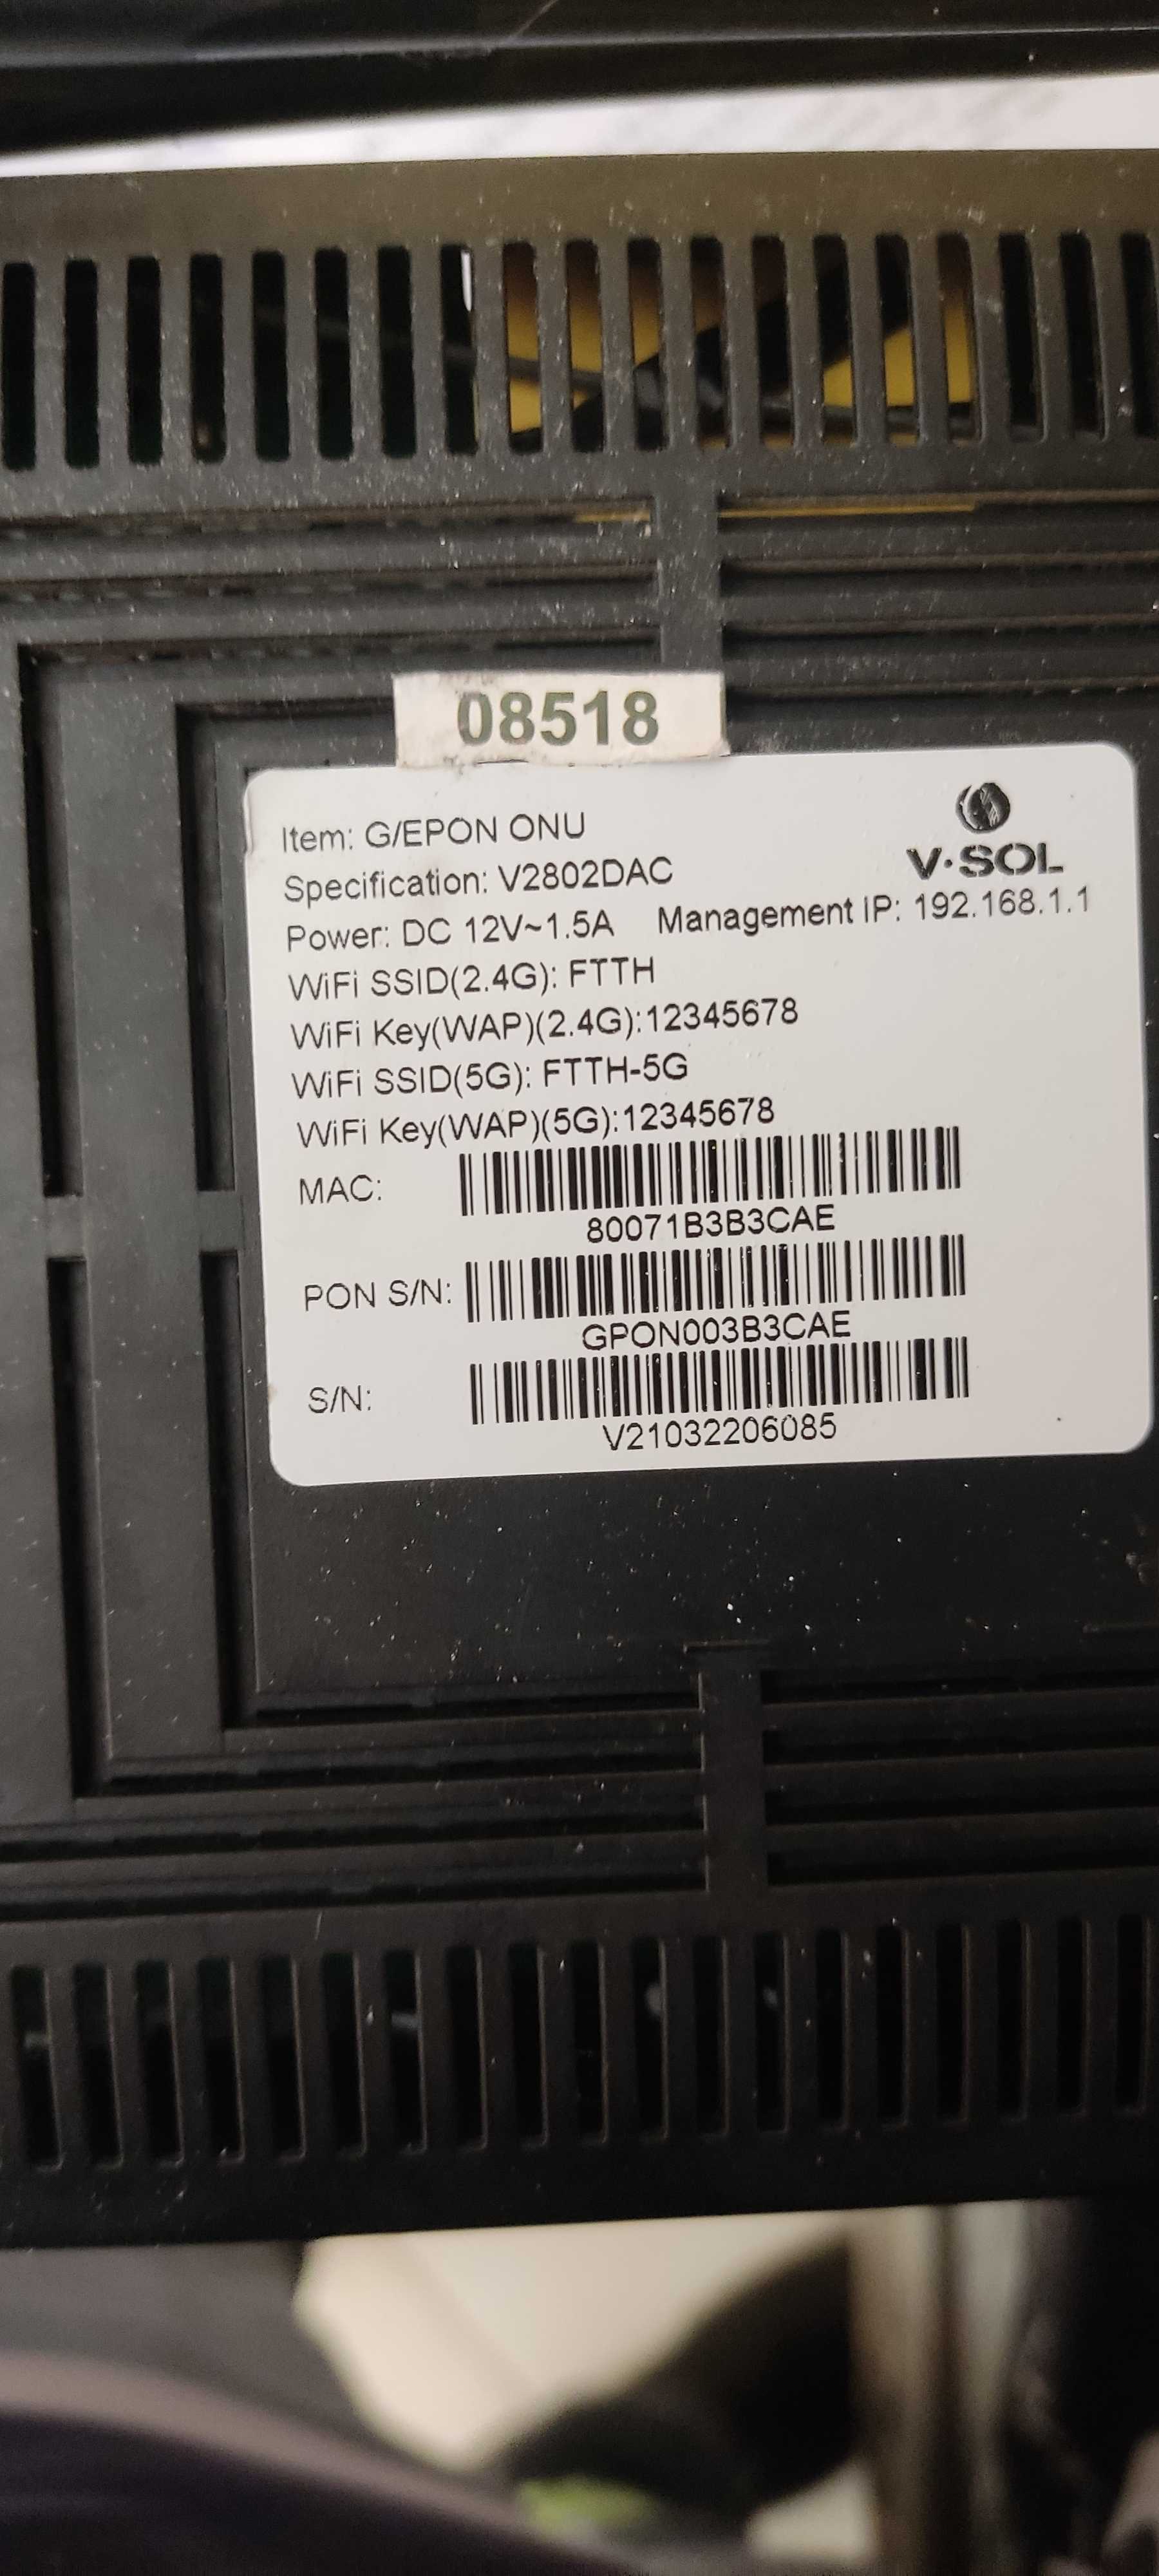 08518
V·SOL
Item: G/EPON ONU
Specification: V2802DAC
Power: DC 12V~1.5A Management IP: 192.168.1.1
WiFi SSID(2.4G): FTTH
WiFi Key(WAP)(2.4G):12345678
WiFi SSID(5G): FTTH-5G
WiFi Key(WAP)(5G):12345678
MAC:
80071B3B3CAE
PON S/N:
GPON003B3CAE
S/N:
V21032206085